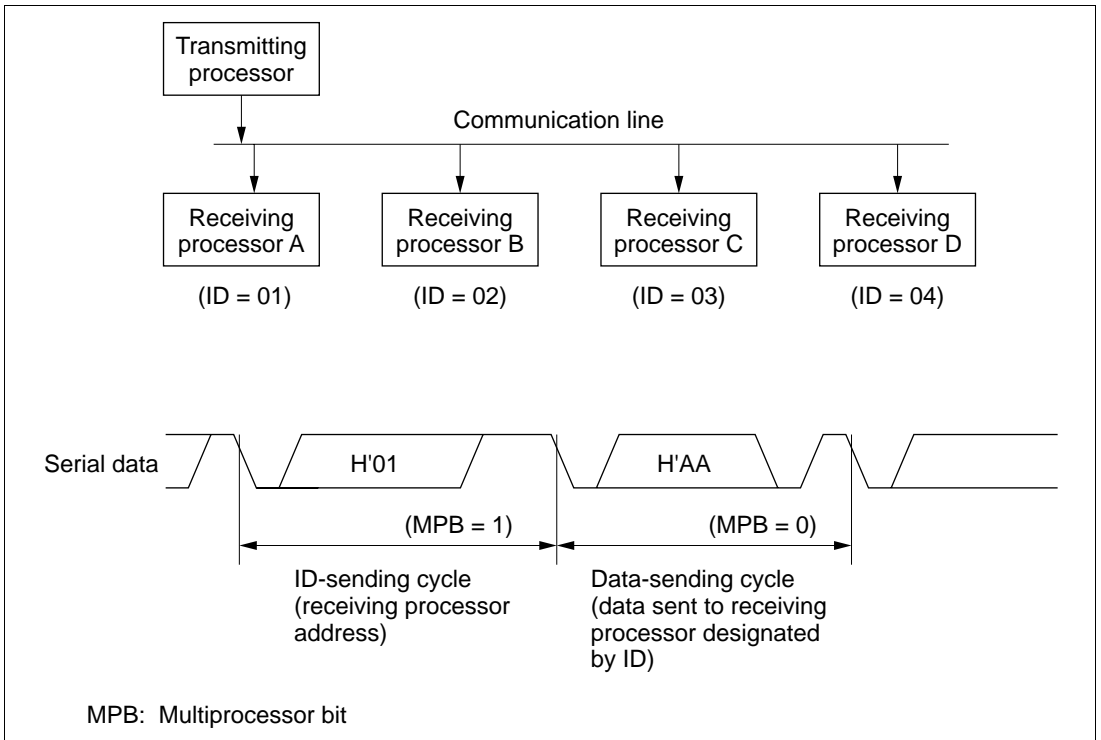 Transmitting
processor
Communication line
Receiving
processor A
Receiving
processor B
Receiving
processor C
Receiving
processor D
(ID = 01)
(ID = 02)
(ID = 03)
(ID = 04)
Serial data
H'01
H'AA
(MPB = 1)
(MPB = 0)
ID-sending cycle
(receiving processor
address)
Data-sending cycle
(data sent to receiving
processor designated
by ID)
MPB: Multiprocessor bit